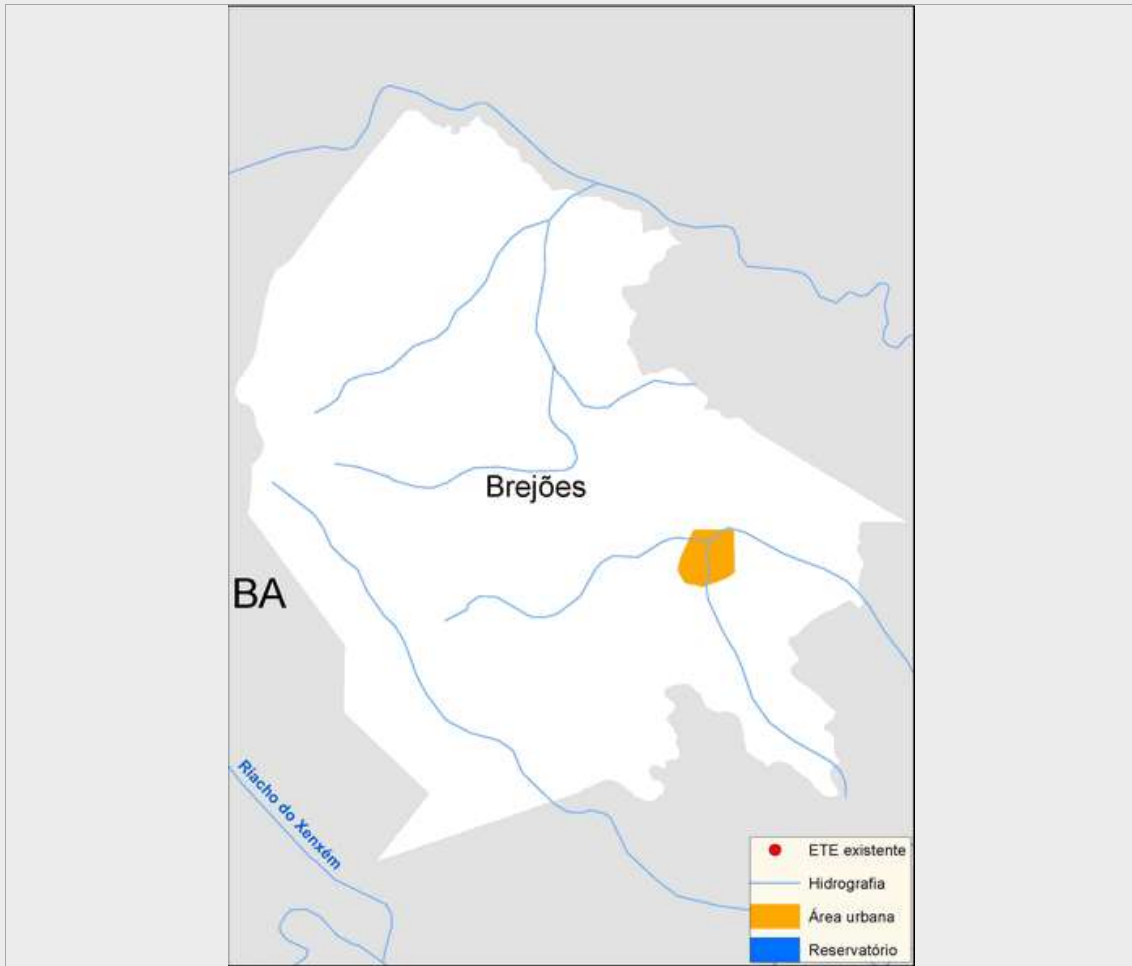 Brejões
BA
Riacho do Xenxém
ETE existente
Hidrografia
Área urbana
Reservatório